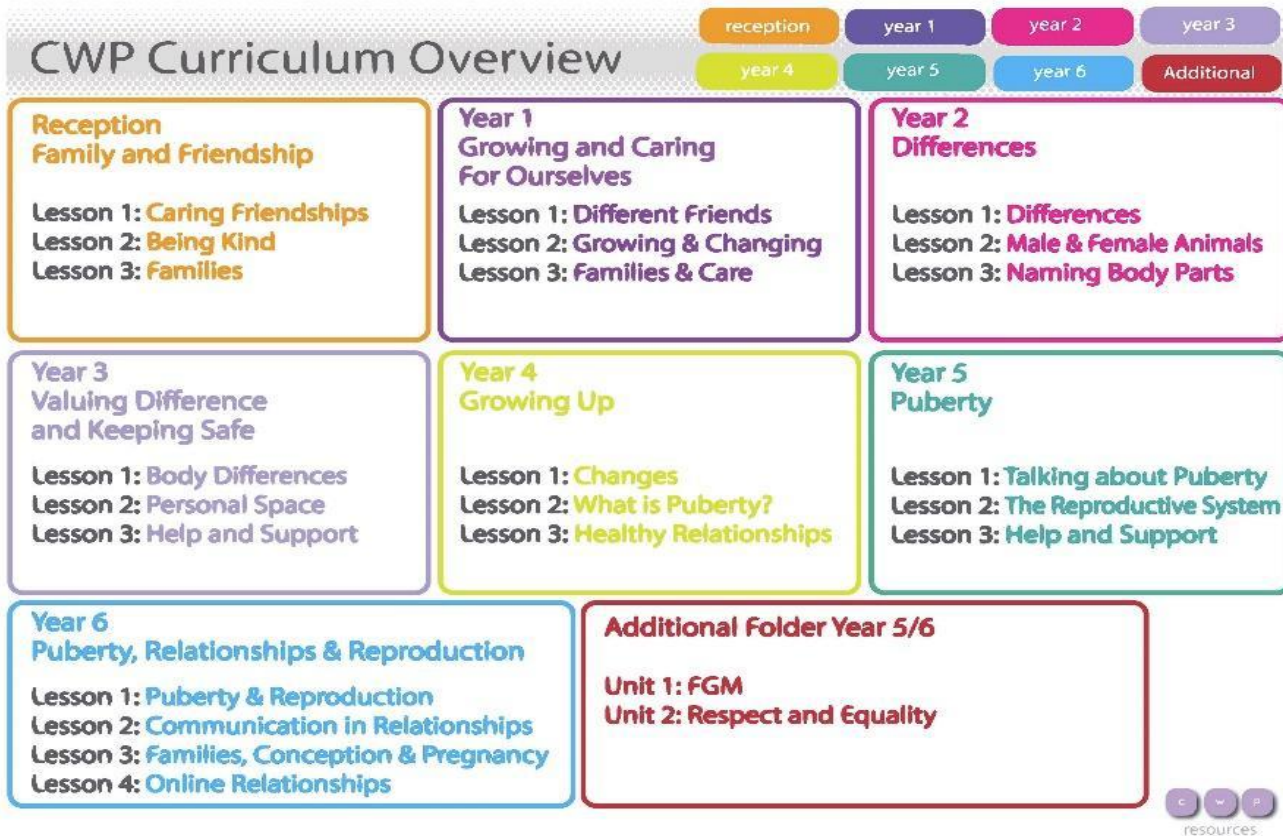 CWP Curriculum Overview
reception
year 1
year 2
year 3
year 4
year 5
year 6
Additional
Reception
Family and Friendship
Lesson 1: Caring Friendships
Lesson 2: Being Kind
Lesson 3: Families
Year 1
Growing and Caring
For Ourselves
Lesson 1: Different Friends
Lesson 2: Growing & Changing
Lesson 3: Families & Care
Year 2
Differences
Lesson 1: Differences
Lesson 2: Male & Female Animals
Lesson 3: Naming Body Parts
Year 3
Valuing Difference
and Keeping Safe
Lesson 1: Body Differences
Lesson 2: Personal Space
Lesson 3: Help and Support
Year 4
Growing Up
Lesson 1: Changes
Lesson 2: What is Puberty?
Lesson 3: Healthy Relationships
Year 5
Puberty
Lesson 1: Talking about Puberty
Lesson 2: The Reproductive System
Lesson 3: Help and Support
Year 6
Puberty, Relationships & Reproduction
Lesson 1: Puberty & Reproduction
Lesson 2: Communication in Relationships
Lesson 3: Families, Conception & Pregnancy
Lesson 4: Online Relationships
Additional Folder Year 5/6
Unit 1: FGM
Unit 2: Respect and Equality
c w p
resources